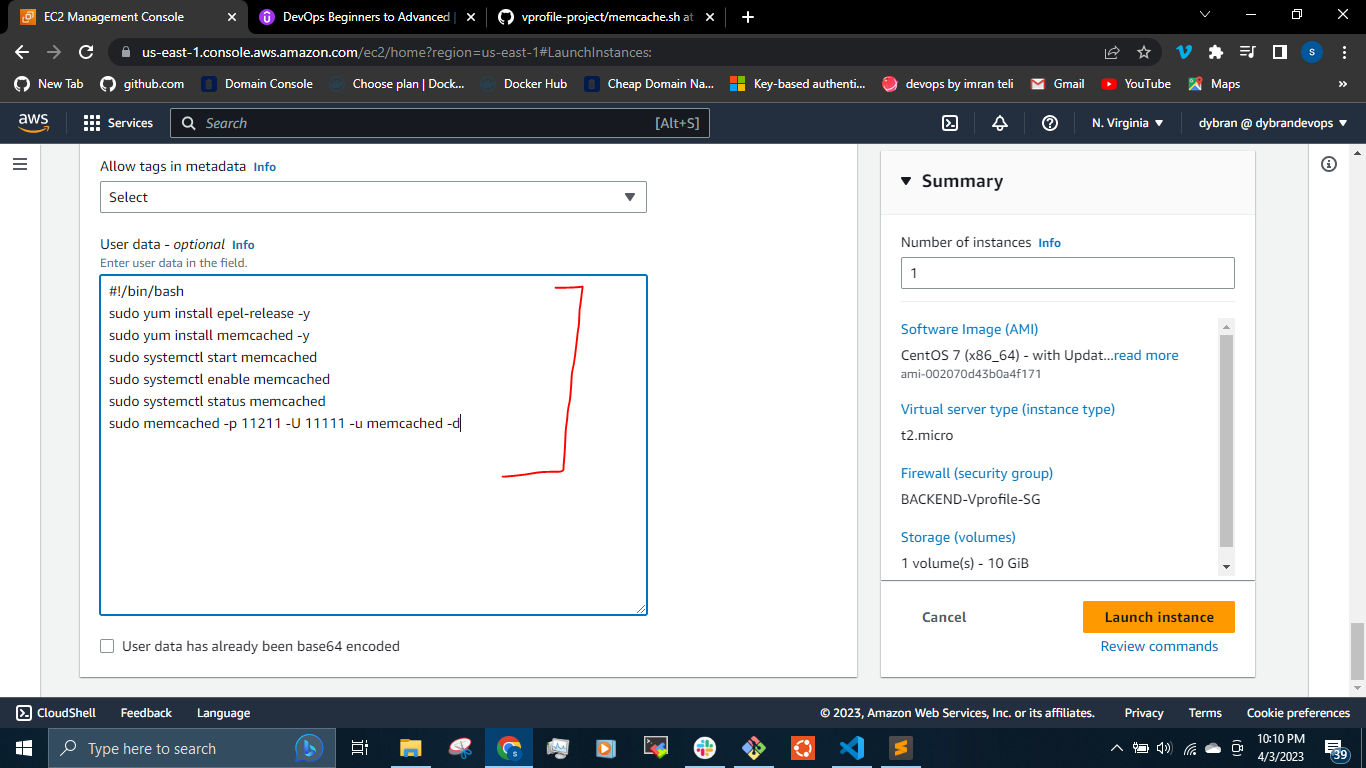 EC2 Management Console
DevOps Beginners to Advanced |
vprofile-project/memcache.sh at
us-east-1.console.aws.amazon.com/ec2/home?region=us-east-1#LaunchInstances:
S
New Tab
github.com
Domain Console
Choose plan | Dock...
Docker Hub
Cheap Domain Na...
Key-based authenti...
devops by imran teli
Gmail
YouTube
Maps
»
aws
Services
Search
[Alt+S]
N. Virginia
dybran @ dybrandevops
Allow tags in metadata Info
Select
User data - optional Info
Enter user data in the field.
#!/bin/bash
sudo yum install epel-release -y
sudo yum install memcached -y
sudo systemctl start memcached
sudo systemctl enable memcached
sudo systemctl status memcached
sudo memcached -p 11211 -U 11111 -u memcached -d
User data has already been base64 encoded
Summary
Number of instances Info
1
Software Image (AMI)
CentOS 7 (x86_64) - with Updat...read more
ami-002070d43b0a4f171
Virtual server type (instance type)
t2.micro
Firewall (security group)
BACKEND-Vprofile-SG
Storage (volumes)
1 volume(s) - 10 GiB
Cancel
Launch instance
Review commands
CloudShell
Feedback
Language
© 2023, Amazon Web Services, Inc. or its affiliates.
Privacy
Terms
Cookie preferences
Type here to search
10:10 PM
4/3/2023
39